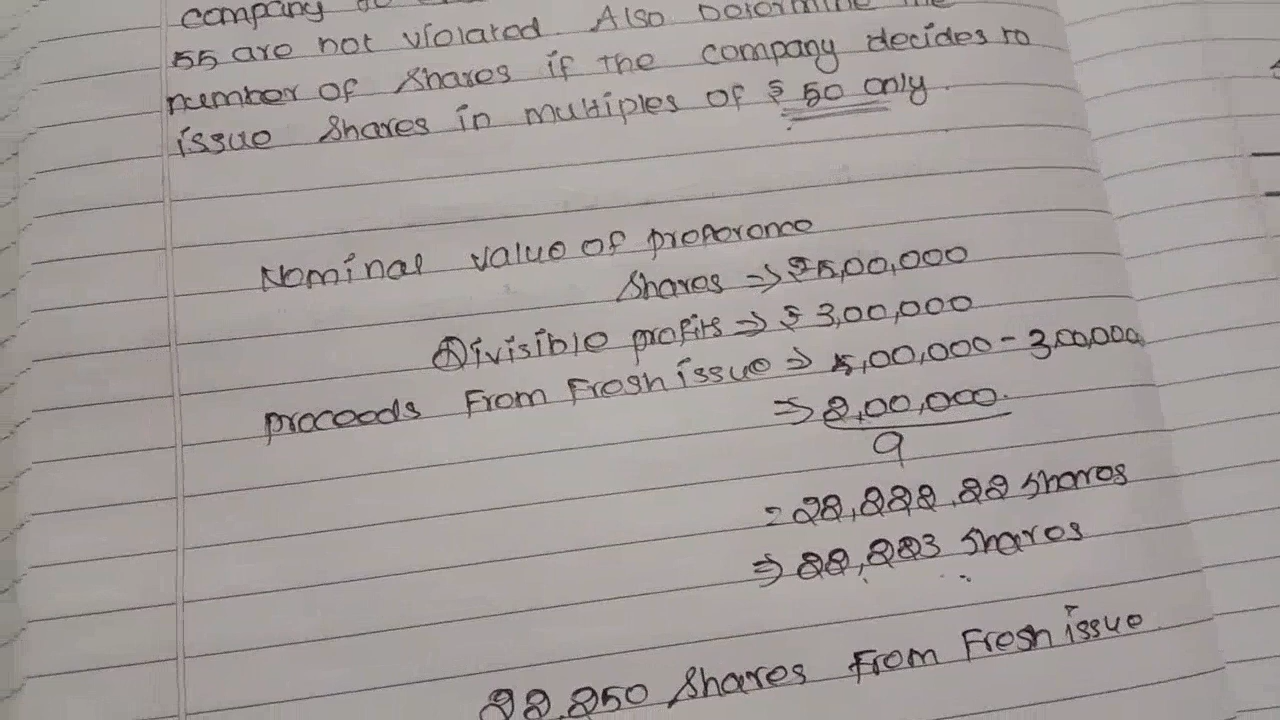 company
55 are not violated. Also Determine the
number of shares if the company decides to
issue shares in multiples of ₹ 50 only.
Nominal value of preference
shares => ₹5,00,000
Divisible profits => ₹ 3,00,000
proceeds From Fresh issue => 5,00,000 - 3,00,000
=> 2,00,000.
9
= 22,222.22 shares
=> 22,223 shares
22,250 shares From Fresh issue